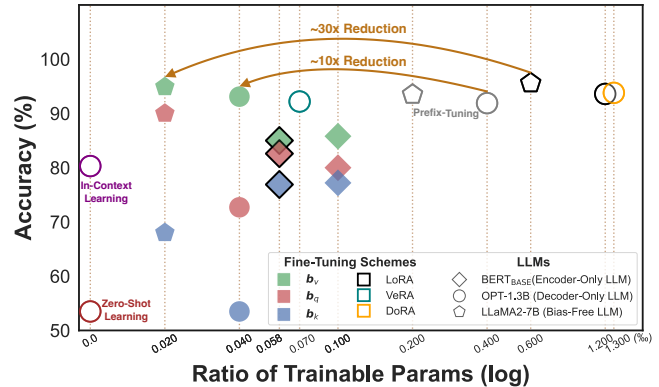 100
90
80
70
60
50
Accuracy (%)
~30x Reduction
~10x Reduction
Prefix-Tuning
In-Context
Learning
Zero-Shot
Learning
Fine-Tuning Schemes
LLMs
b_v
LoRA
BERT_BASE(Encoder-Only LLM)
b_q
VeRA
OPT-1.3B (Decoder-Only LLM)
b_k
DoRA
LLaMA2-7B (Bias-Free LLM)
0.0
0.020
0.040
0.058
0.070
0.100
0.200
0.400
0.600
1.200
1.300 (‰)
Ratio of Trainable Params (log)